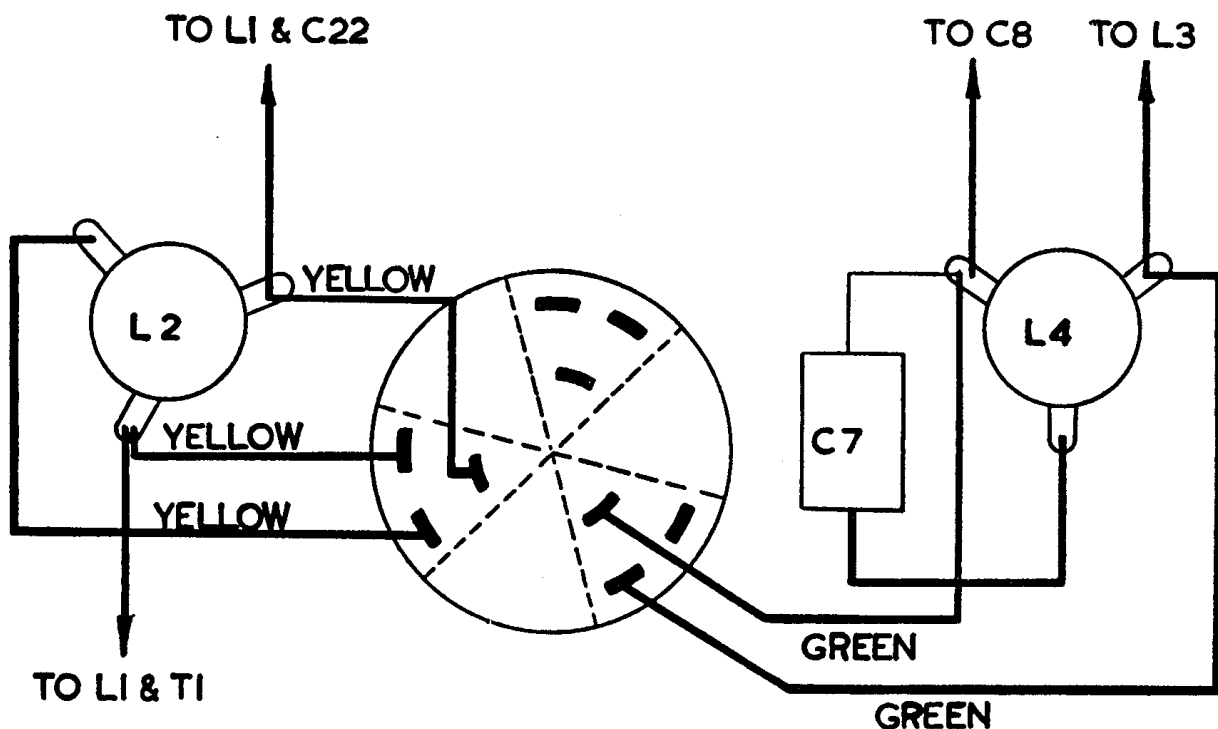 TO L1 & C22
TO C8
TO L3
YELLOW
L2
L4
YELLOW
C7
YELLOW
GREEN
TO L1 & T1
GREEN